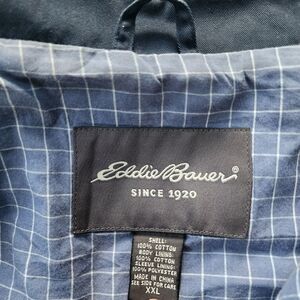 Eddie Bauer®
SINCE 1920
SHELL:
100% COTTON
BODY LINING:
100% COTTON
SLEEVE LINING:
100% POLYESTER
MADE IN CHINA
SEE SIDE FOR CARE
XXL